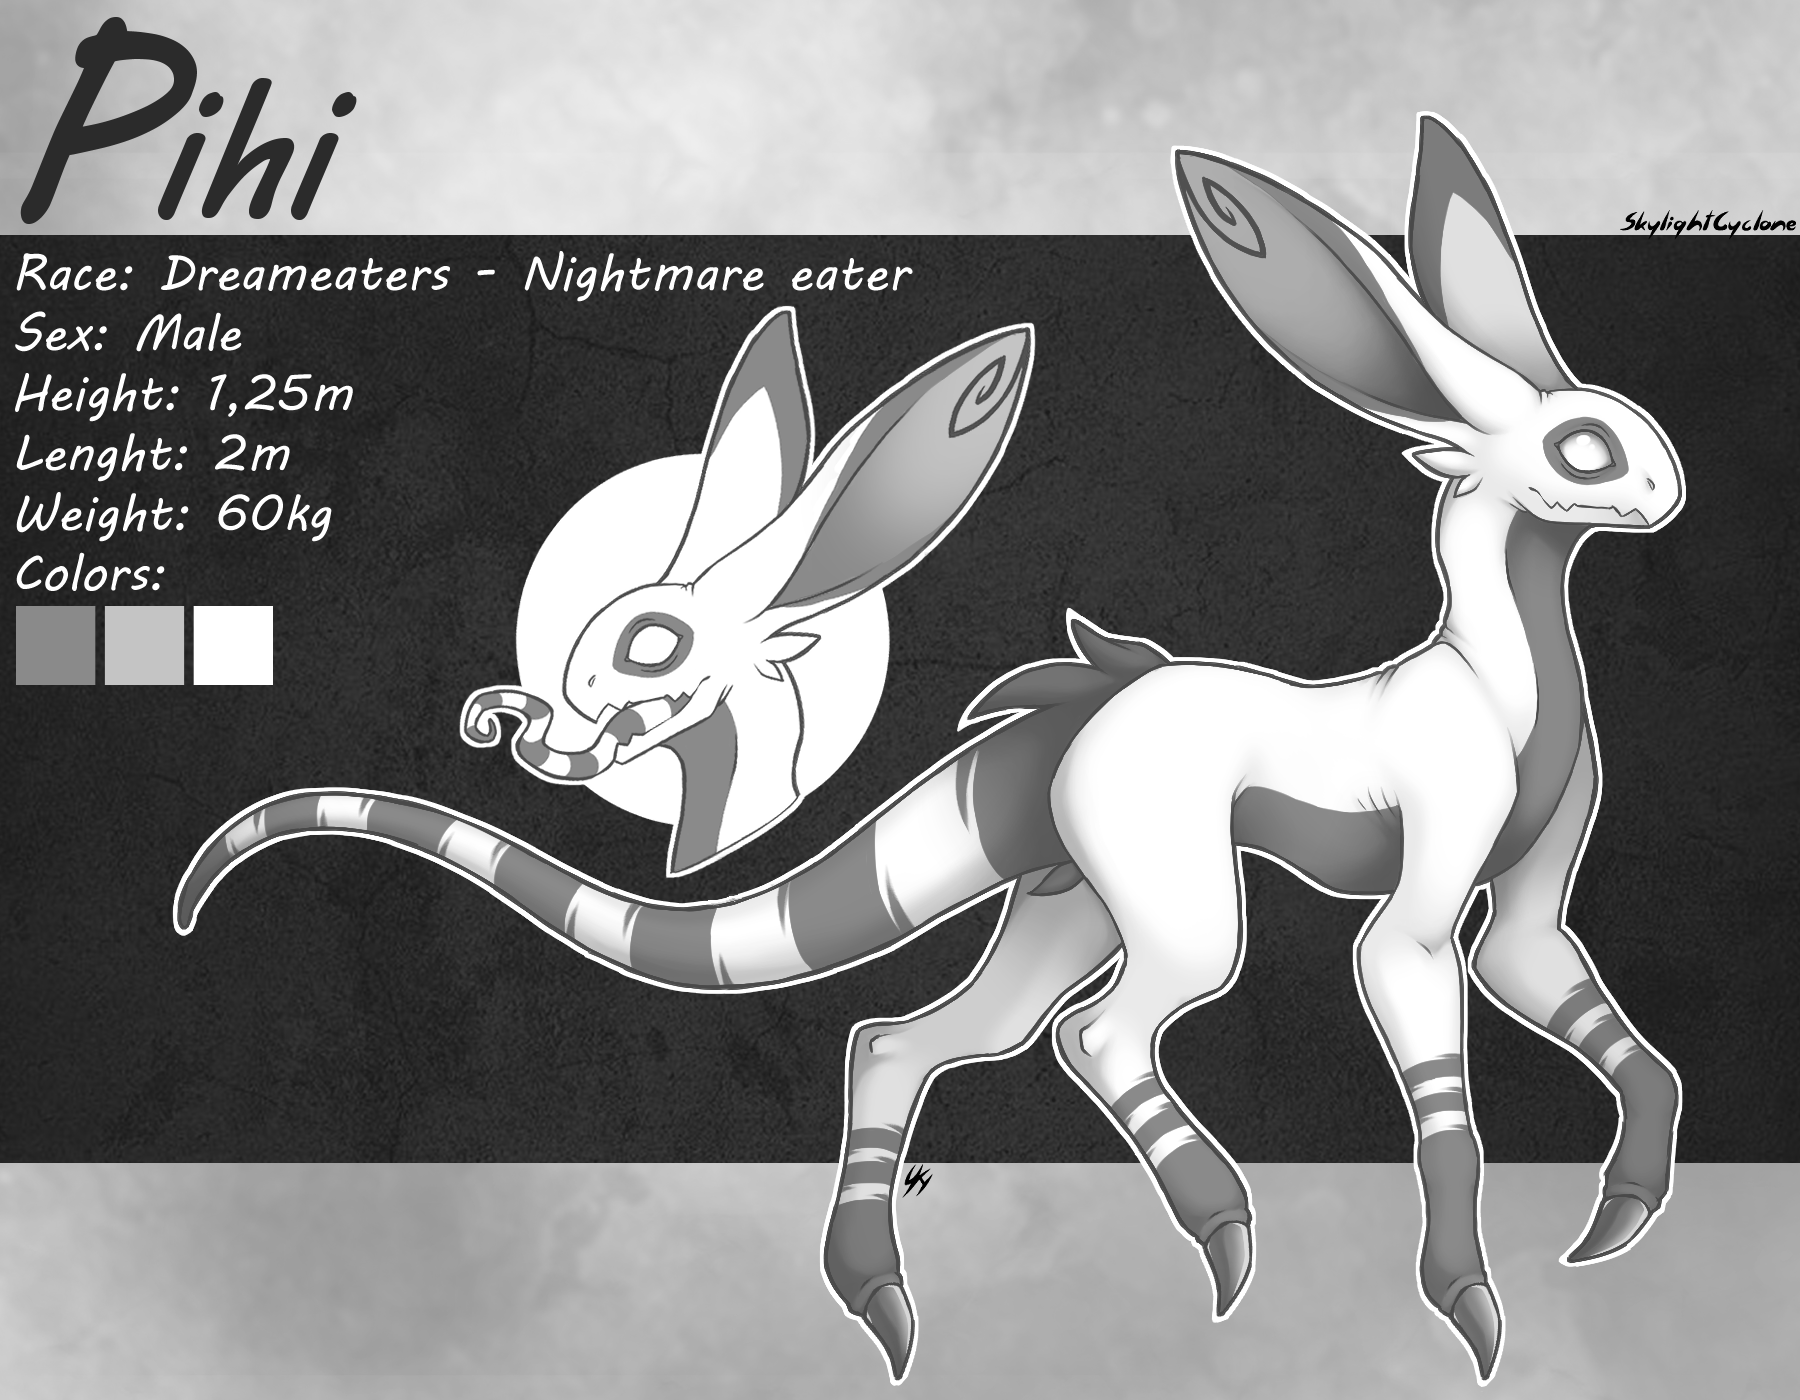 Pihi
SkylightCyclone
Race: Dreameaters - Nightmare eater
Sex: Male
Height: 1,25m
Lenght: 2m
Weight: 60kg
Colors: